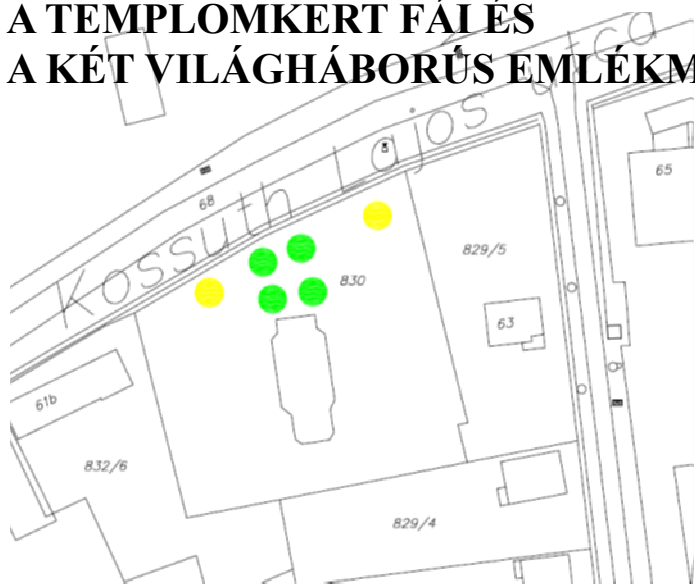 A TEMPLOMKERT FÁI ÉS
A KÉT VILÁGHÁBORÚS EMLÉKM
Kossuth Lajos utca
68
65
829/5
830
63
61b
832/6
829/4